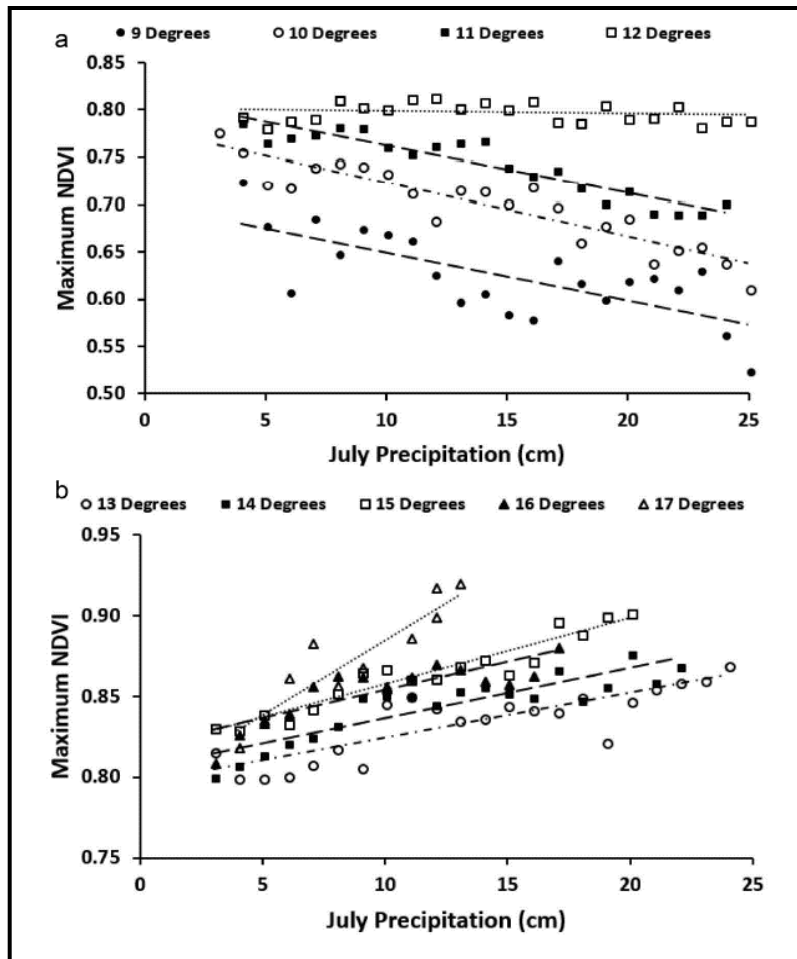 a
9 Degrees 10 Degrees 11 Degrees 12 Degrees
0.85
0.80
0.75
0.70
0.65
0.60
0.55
0.50
Maximum NDVI
0 5 10 15 20 25
July Precipitation (cm)
b
13 Degrees 14 Degrees 15 Degrees 16 Degrees 17 Degrees
0.95
0.90
0.85
0.80
0.75
Maximum NDVI
0 5 10 15 20 25
July Precipitation (cm)